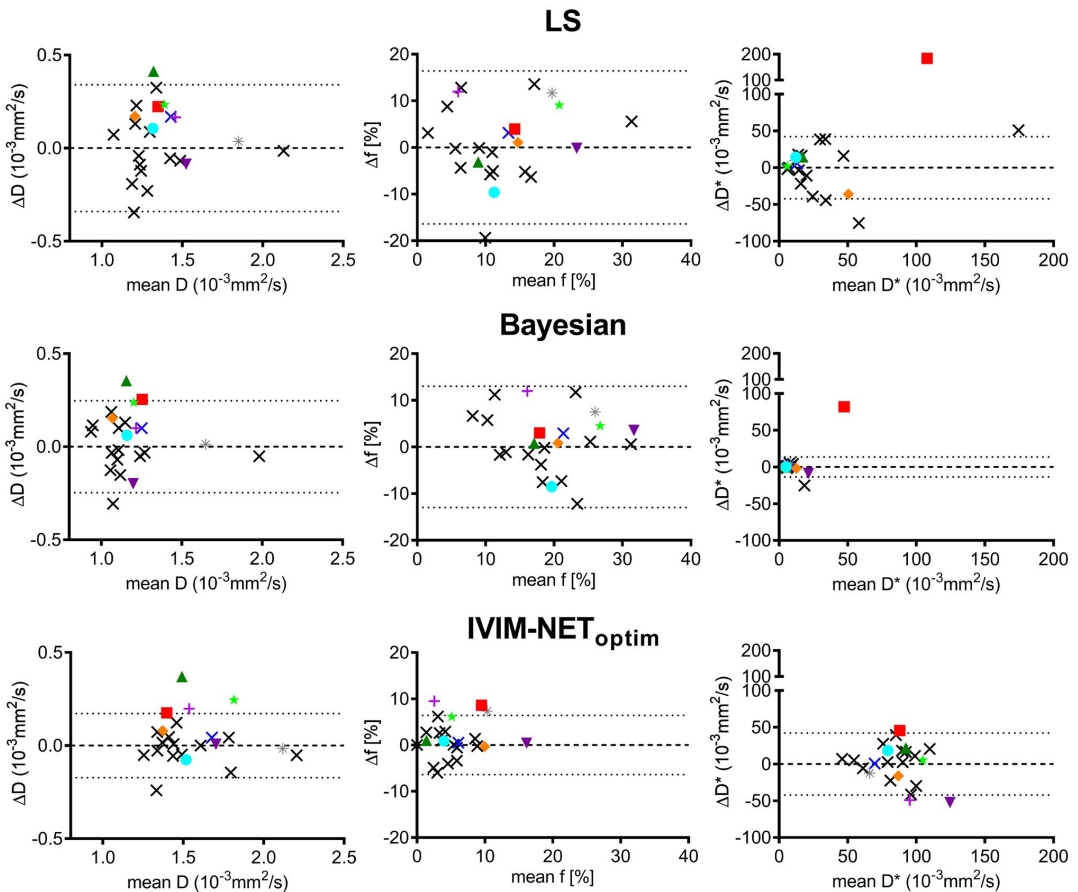 LS
0.5
0.0
-0.5
1.0 1.5 2.0 2.5
ΔD (10-3mm2/s)
mean D (10-3mm2/s)
20
10
0
-10
-20
0 10 20 30 40
Δf [%]
mean f [%]
200
100
100
50
0
-50
-100
0 50 100 150 200
ΔD* (10-3mm2/s)
mean D* (10-3mm2/s)
Bayesian
0.5
0.0
-0.5
1.0 1.5 2.0 2.5
ΔD (10-3mm2/s)
mean D (10-3mm2/s)
20
10
0
-10
-20
0 10 20 30 40
Δf [%]
mean f [%]
200
100
100
50
0
-50
-100
0 50 100 150 200
ΔD* (10-3mm2/s)
mean D* (10-3mm2/s)
IVIM-NEToptim
0.5
0.0
-0.5
1.0 1.5 2.0 2.5
ΔD (10-3mm2/s)
mean D (10-3mm2/s)
20
10
0
-10
-20
0 10 20 30 40
Δf [%]
mean f [%]
200
100
100
50
0
-50
-100
0 50 100 150 200
ΔD* (10-3mm2/s)
mean D* (10-3mm2/s)